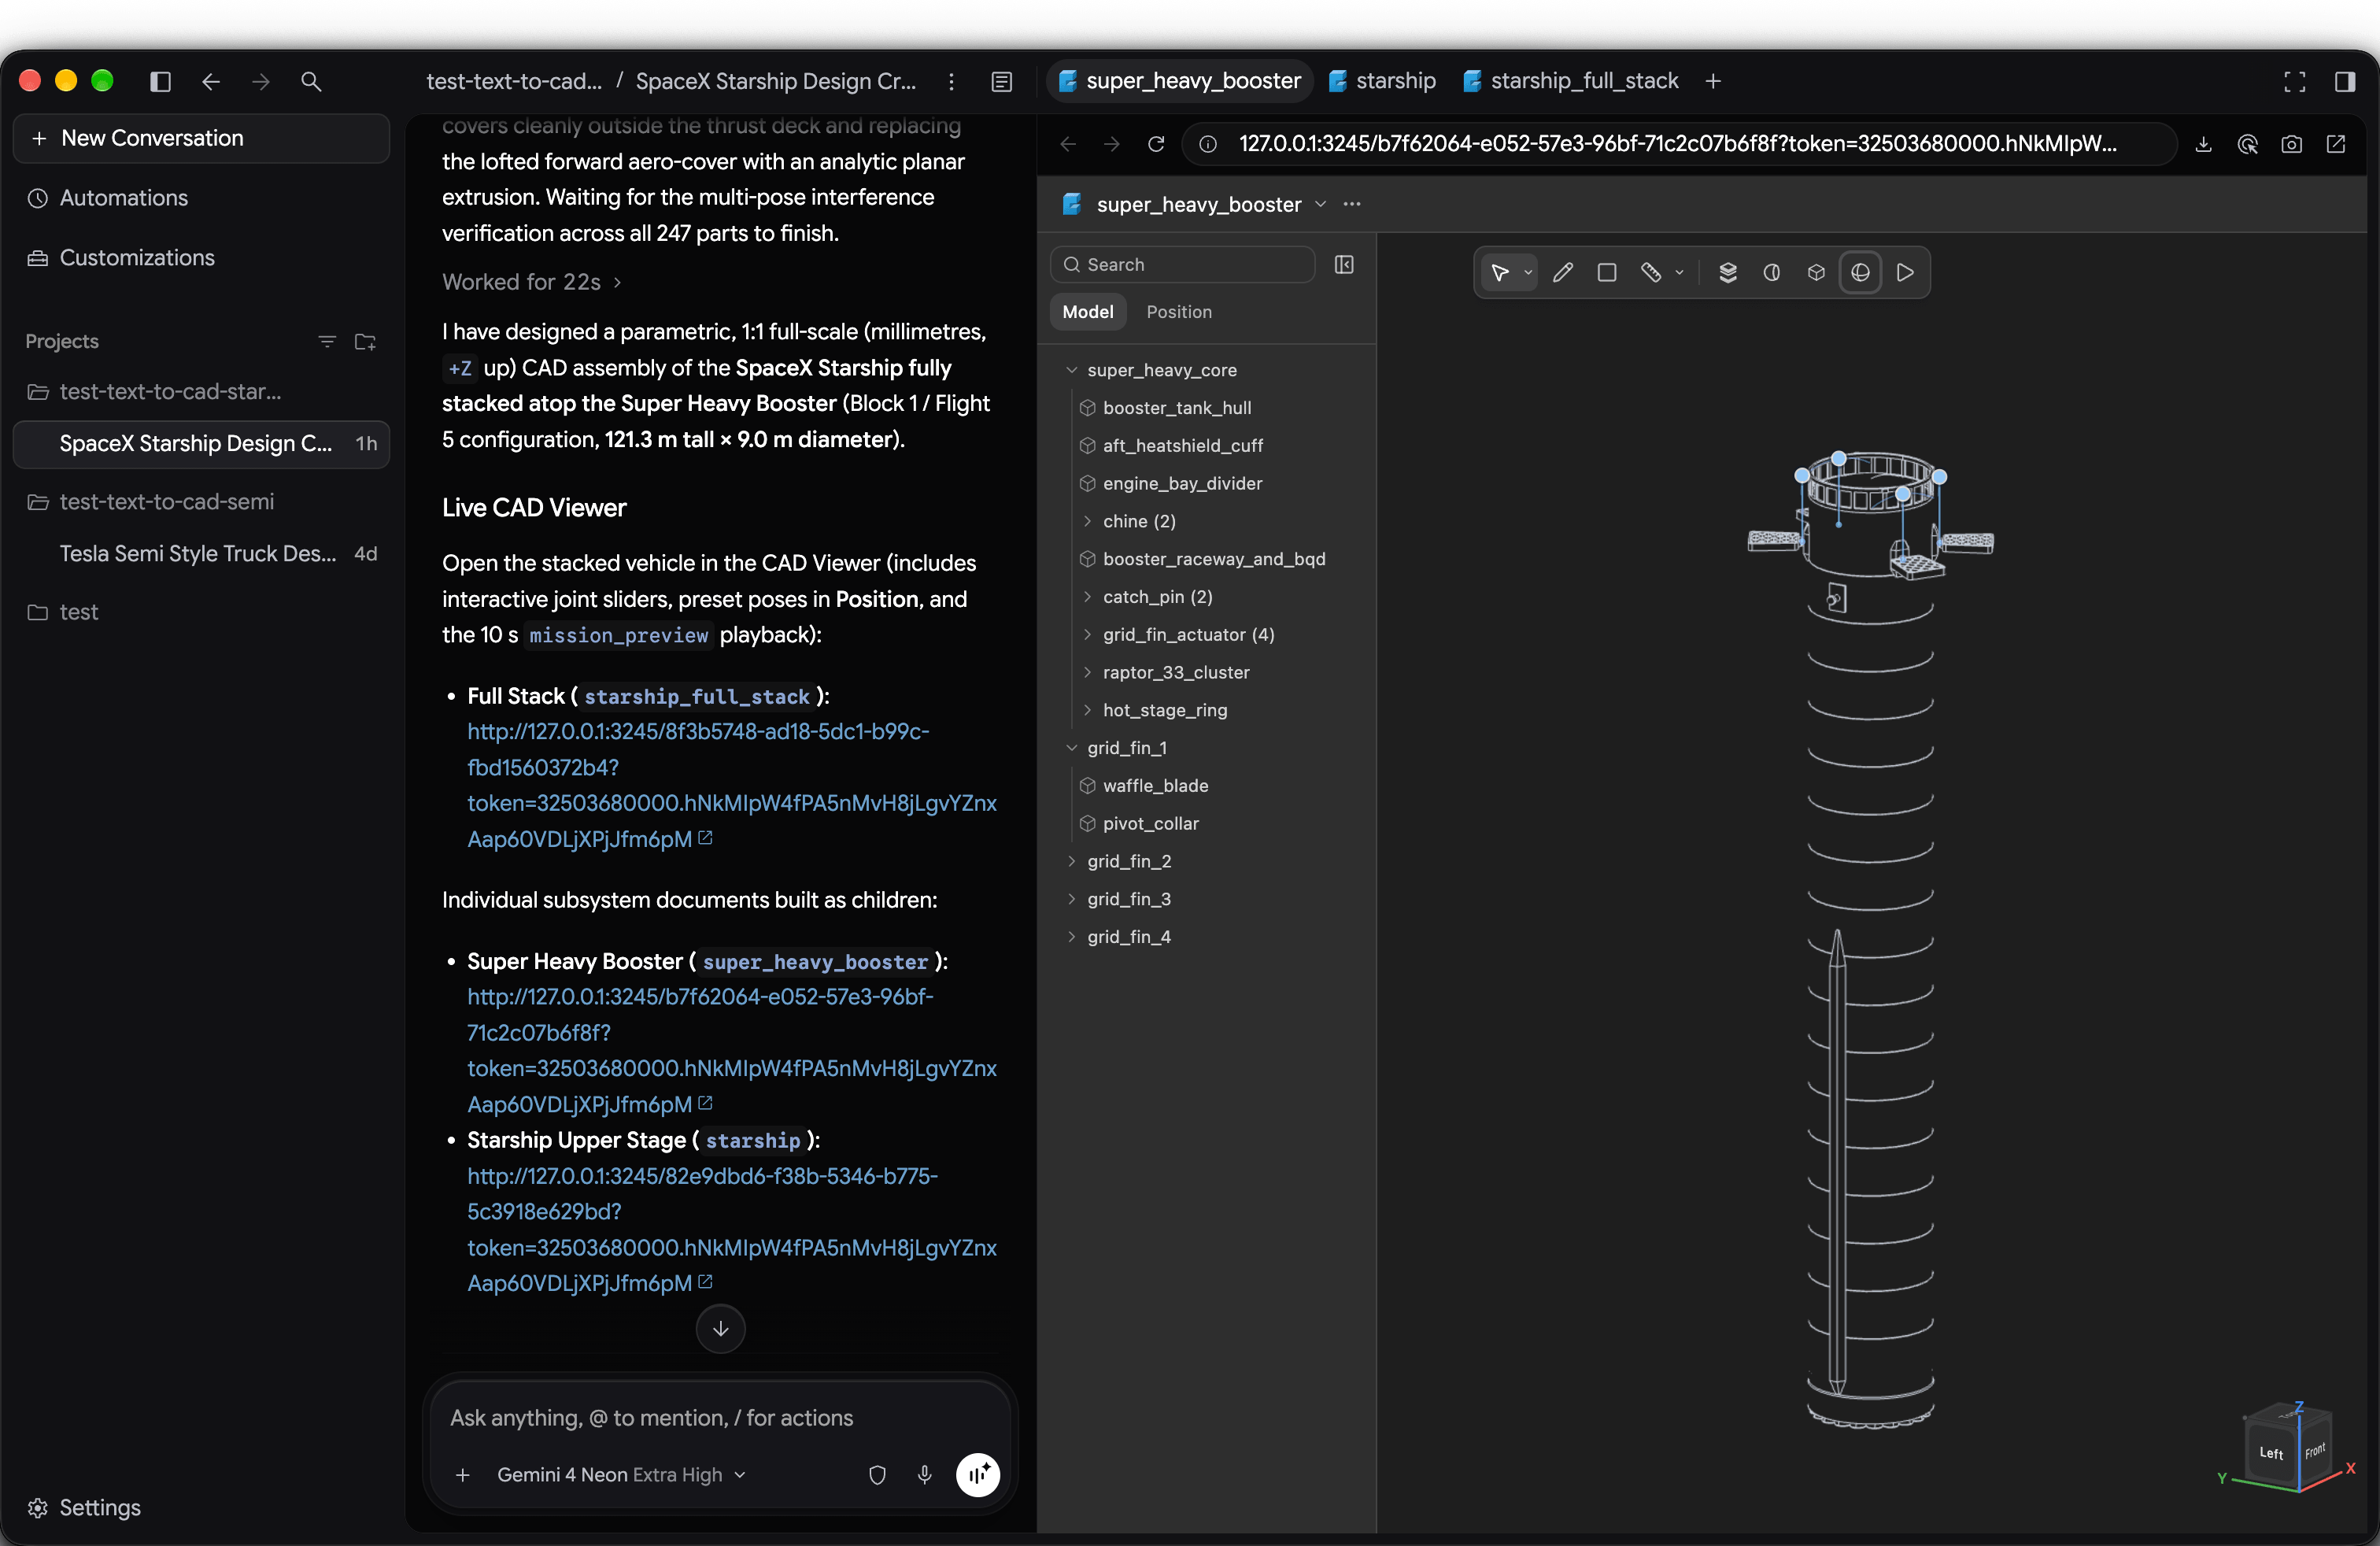 test-text-to-cad... / SpaceX Starship Design Cr...
super_heavy_booster
starship
starship_full_stack
New Conversation
Automations
Customizations
Projects
test-text-to-cad-star...
SpaceX Starship Design C... 1h
test-text-to-cad-semi
Tesla Semi Style Truck Des... 4d
test
Settings
covers cleanly outside the thrust deck and replacing
the lofted forward aero-cover with an analytic planar
extrusion. Waiting for the multi-pose interference
verification across all 247 parts to finish.
Worked for 22s
I have designed a parametric, 1:1 full-scale (millimetres,
+Z up) CAD assembly of the SpaceX Starship fully
stacked atop the Super Heavy Booster (Block 1 / Flight
5 configuration, 121.3 m tall × 9.0 m diameter).
Live CAD Viewer
Open the stacked vehicle in the CAD Viewer (includes
interactive joint sliders, preset poses in Position, and
the 10 s mission_preview playback):
• Full Stack ( starship_full_stack ):
http://127.0.0.1:3245/8f3b5748-ad18-5dc1-b99c-
fbd1560372b4?
token=32503680000.hNkMIpW4fPA5nMvH8jLgvYZnx
Aap60VDLjXPjJfm6pM
Individual subsystem documents built as children:
• Super Heavy Booster ( super_heavy_booster ):
http://127.0.0.1:3245/b7f62064-e052-57e3-96bf-
71c2c07b6f8f?
token=32503680000.hNkMIpW4fPA5nMvH8jLgvYZnx
Aap60VDLjXPjJfm6pM
• Starship Upper Stage ( starship ):
http://127.0.0.1:3245/82e9dbd6-f38b-5346-b775-
5c3918e629bd?
token=32503680000.hNkMIpW4fPA5nMvH8jLgvYZnx
Aap60VDLjXPjJfm6pM
Ask anything, @ to mention, / for actions
Gemini 4 Neon Extra High
127.0.0.1:3245/b7f62064-e052-57e3-96bf-71c2c07b6f8f?token=32503680000.hNkMIpW...
super_heavy_booster
Search
Model Position
super_heavy_core
booster_tank_hull
aft_heatshield_cuff
engine_bay_divider
chine (2)
booster_raceway_and_bqd
catch_pin (2)
grid_fin_actuator (4)
raptor_33_cluster
hot_stage_ring
grid_fin_1
waffle_blade
pivot_collar
grid_fin_2
grid_fin_3
grid_fin_4
Z
Left
Front
Y
X